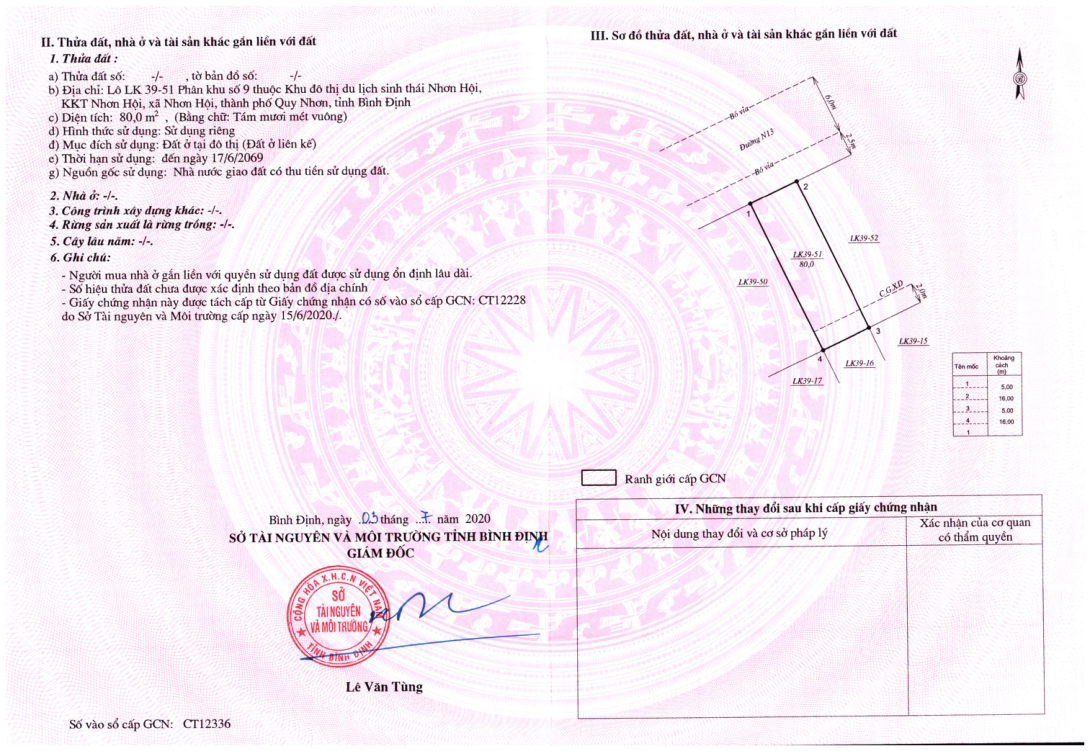 II. Thửa đất, nhà ở và tài sản khác gắn liền với đất
1. Thửa đất :
a) Thửa đất số: -/- , tờ bản đồ số: -/-
b) Địa chỉ: Lô LK 39-51 Phân khu số 9 thuộc Khu đô thị du lịch sinh thái Nhơn Hội,
KKT Nhơn Hội, xã Nhơn Hội, thành phố Quy Nhơn, tỉnh Bình Định
c) Diện tích: 80,0 m² , (Bằng chữ: Tám mươi mét vuông)
d) Hình thức sử dụng: Sử dụng riêng
đ) Mục đích sử dụng: Đất ở tại đô thị (Đất ở liên kế)
e) Thời hạn sử dụng: đến ngày 17/6/2069
g) Nguồn gốc sử dụng: Nhà nước giao đất có thu tiền sử dụng đất.
2. Nhà ở: -/-.
3. Công trình xây dựng khác: -/-.
4. Rừng sản xuất là rừng trồng: -/-.
5. Cây lâu năm: -/-.
6. Ghi chú:
- Người mua nhà ở gắn liền với quyền sử dụng đất được sử dụng ổn định lâu dài.
- Số hiệu thửa đất chưa được xác định theo bản đồ địa chính
- Giấy chứng nhận này được tách cấp từ Giấy chứng nhận có số vào sổ cấp GCN: CT12228
do Sở Tài nguyên và Môi trường cấp ngày 15/6/2020./.
Bình Định, ngày .03 tháng ..7. năm 2020
SỞ TÀI NGUYÊN VÀ MÔI TRƯỜNG TỈNH BÌNH ĐỊNH
GIÁM ĐỐC
CỘNG HÒA X.H.C.N VIỆT NAM
SỞ
TÀI NGUYÊN
VÀ MÔI TRƯỜNG
TỈNH BÌNH ĐỊNH
Lê Văn Tùng
Số vào sổ cấp GCN: CT12336
III. Sơ đồ thửa đất, nhà ở và tài sản khác gắn liền với đất
Bó vỉa
6,0m
Đường N13
2,5m
Bó vỉa
2
1
LK39-52
LK39-51
80,0
LK39-50
C.GXD
2,0m
3
LK39-15
4
LK39-16
LK39-17
Tên mốc Khoảng cách (m)
1
5,00
2
16,00
3
5,00
4
16,00
1
Ranh giới cấp GCN
IV. Những thay đổi sau khi cấp giấy chứng nhận
Nội dung thay đổi và cơ sở pháp lý
Xác nhận của cơ quan
có thẩm quyền